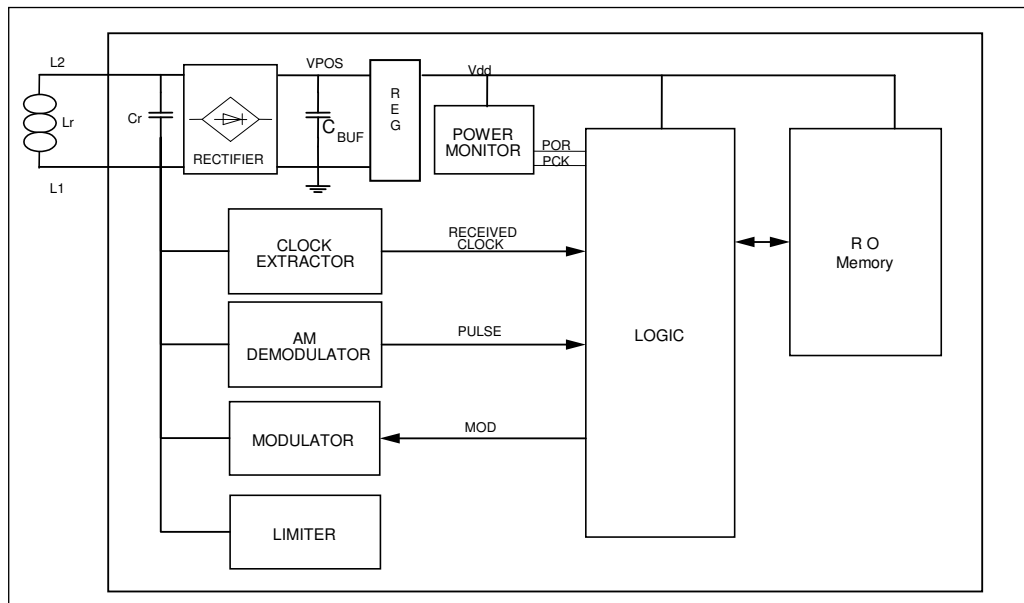 L2
VPOS
Vdd
R
E
G
Lr
Cr
C BUF
POWER
MONITOR
POR
PCK
RECTIFIER
L1
CLOCK
EXTRACTOR
RECEIVED
CLOCK
R O
Memory
AM
DEMODULATOR
PULSE
LOGIC
MODULATOR
MOD
LIMITER